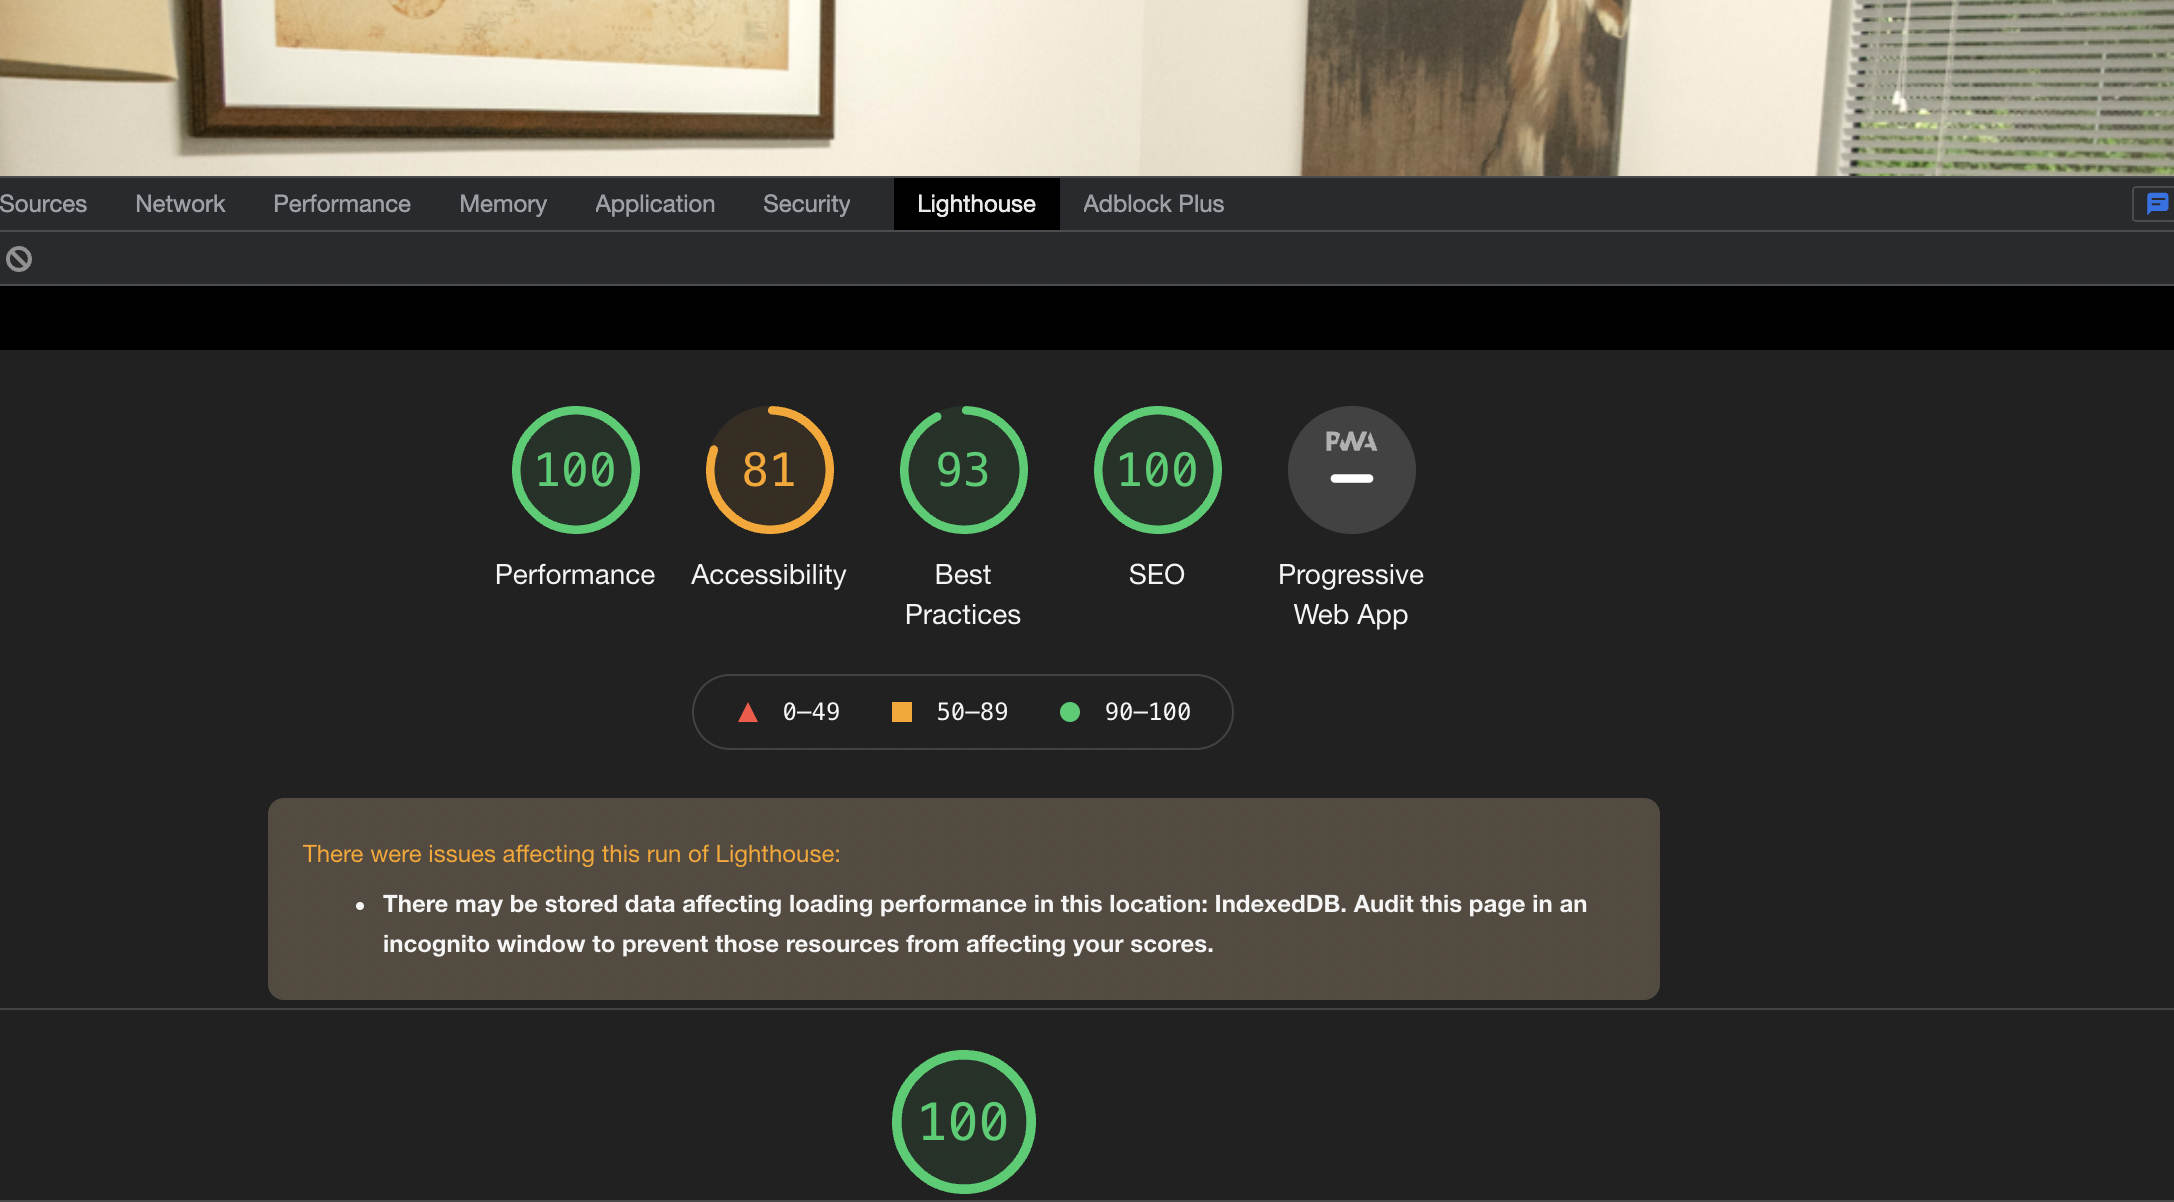 Sources Network Performance Memory Application Security Lighthouse Adblock Plus
100 81 93 100 PWA
Performance Accessibility Best Practices SEO Progressive Web App
0–49 50–89 90–100
There were issues affecting this run of Lighthouse:
There may be stored data affecting loading performance in this location: IndexedDB. Audit this page in an
incognito window to prevent those resources from affecting your scores.
100